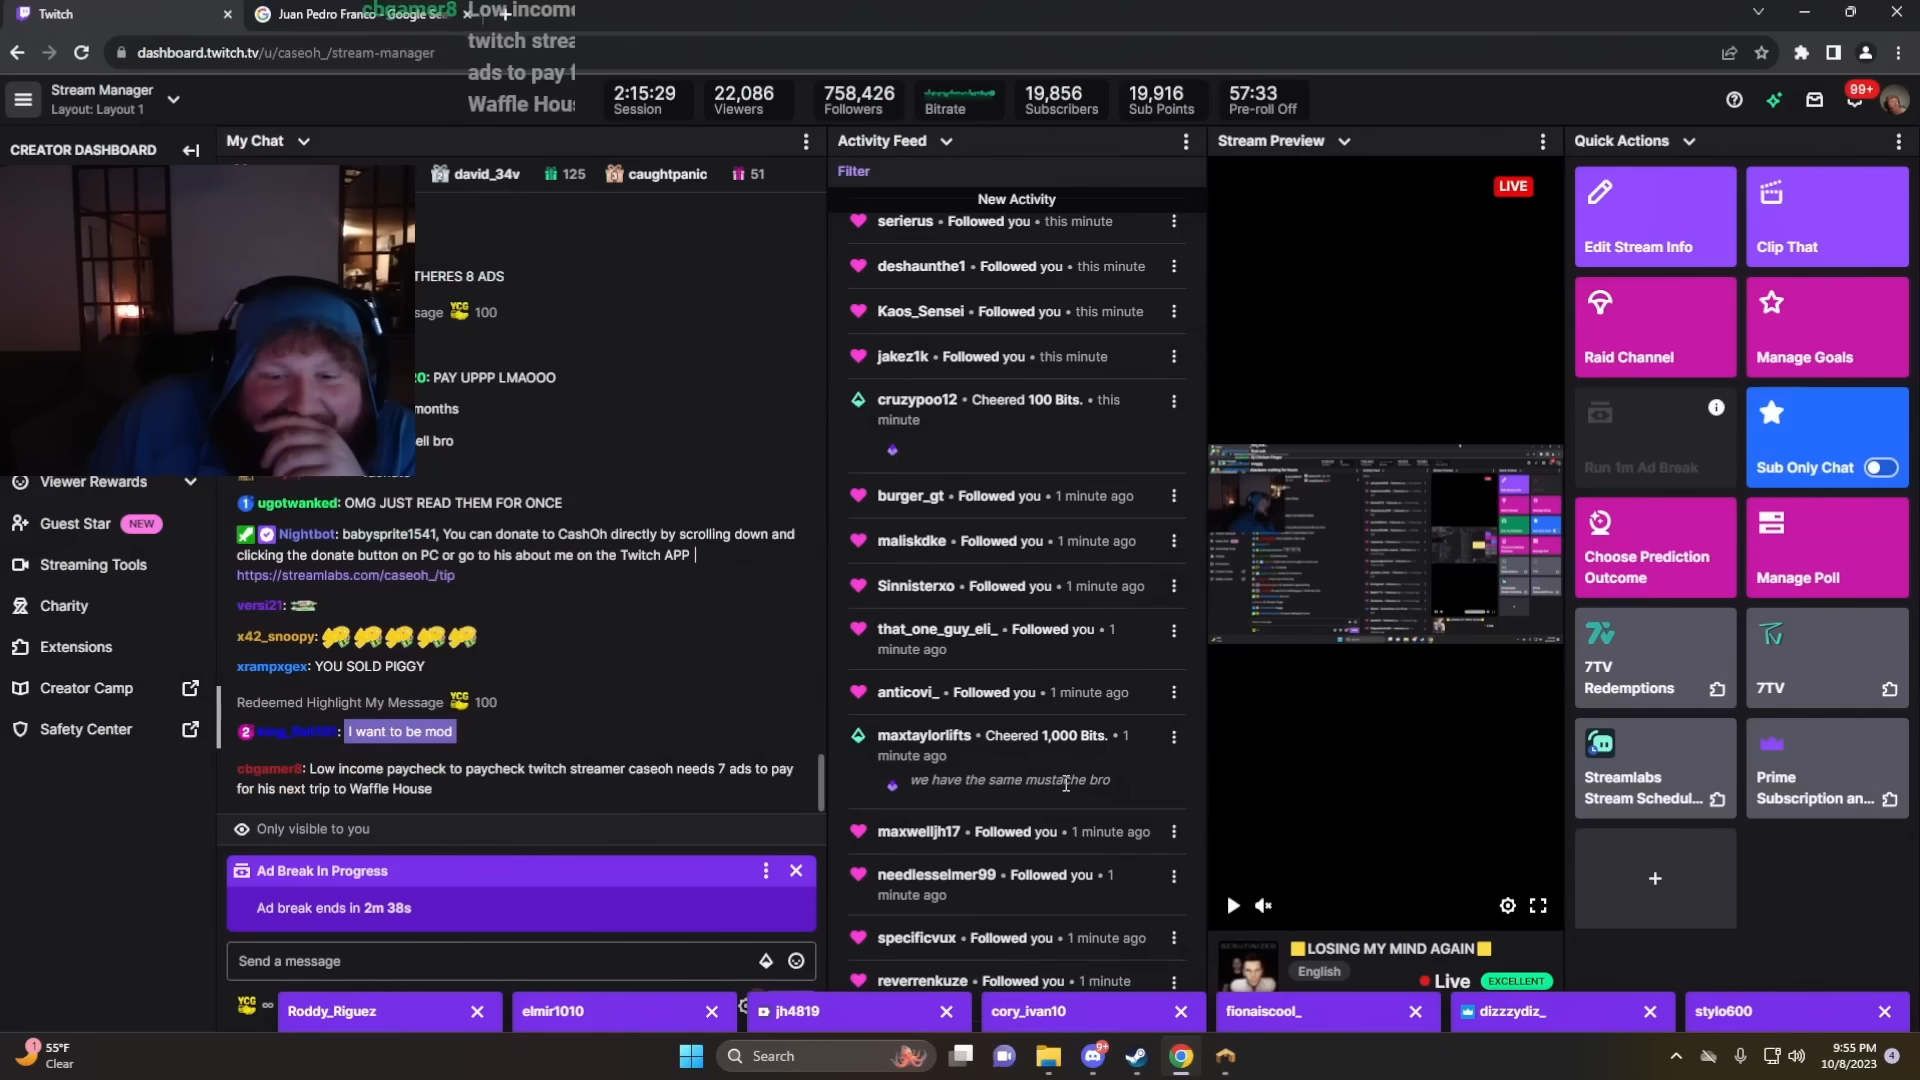 Twitch
Juan Pedro Franco - Google Se
cbgamer8 Low income
twitch strea
ads to pay f
Waffle Hous
dashboard.twitch.tv/u/caseoh_/stream-manager
Stream Manager
Layout: Layout 1
2:15:29
Session
22,086
Viewers
758,426
Followers
Bitrate
19,856
Subscribers
19,916
Sub Points
57:33
Pre-roll Off
99+
CREATOR DASHBOARD
Viewer Rewards
Guest Star NEW
Streaming Tools
Charity
Extensions
Creator Camp
Safety Center
My Chat
david_34v 125 caughtpanic 51
THERES 8 ADS
sage 100
0: PAY UPPP LMAOOO
months
ell bro
ugotwanked: OMG JUST READ THEM FOR ONCE
Nightbot: babysprite1541, You can donate to CashOh directly by scrolling down and
clicking the donate button on PC or go to his about me on the Twitch APP |
https://streamlabs.com/caseoh_/tip
versi21:
x42_snoopy:
xrampxgex: YOU SOLD PIGGY
Redeemed Highlight My Message 100
: I want to be mod
cbgamer8: Low income paycheck to paycheck twitch streamer caseoh needs 7 ads to pay
for his next trip to Waffle House
Only visible to you
Ad Break In Progress
Ad break ends in 2m 38s
Send a message
Activity Feed
Filter
New Activity
serierus • Followed you • this minute
deshaunthe1 • Followed you • this minute
Kaos_Sensei • Followed you • this minute
jakez1k • Followed you • this minute
cruzypoo12 • Cheered 100 Bits. • this
minute
burger_gt • Followed you • 1 minute ago
maliskdke • Followed you • 1 minute ago
Sinnisterxo • Followed you • 1 minute ago
that_one_guy_eli_ • Followed you • 1
minute ago
anticovi_ • Followed you • 1 minute ago
maxtaylorlifts • Cheered 1,000 Bits. • 1
minute ago
we have the same mustache bro
maxwelljh17 • Followed you • 1 minute ago
needlesselmer99 • Followed you • 1
minute ago
specificvux • Followed you • 1 minute ago
reverrenkuze • Followed you • 1 minute
Stream Preview
LIVE
LOSING MY MIND AGAIN
English
Live EXCELLENT
Quick Actions
Edit Stream Info
Clip That
Raid Channel
Manage Goals
Run 1m Ad Break
Sub Only Chat
Choose Prediction
Outcome
Manage Poll
7TV
Redemptions
7TV
Streamlabs
Stream Schedul...
Prime
Subscription an...
YCG
Roddy_Riguez
elmir1010
jh4819
cory_ivan10
fionaiscool_
dizzzydiz_
stylo600
1
55°F
Clear
Search
9+
9:55 PM
10/8/2023
4